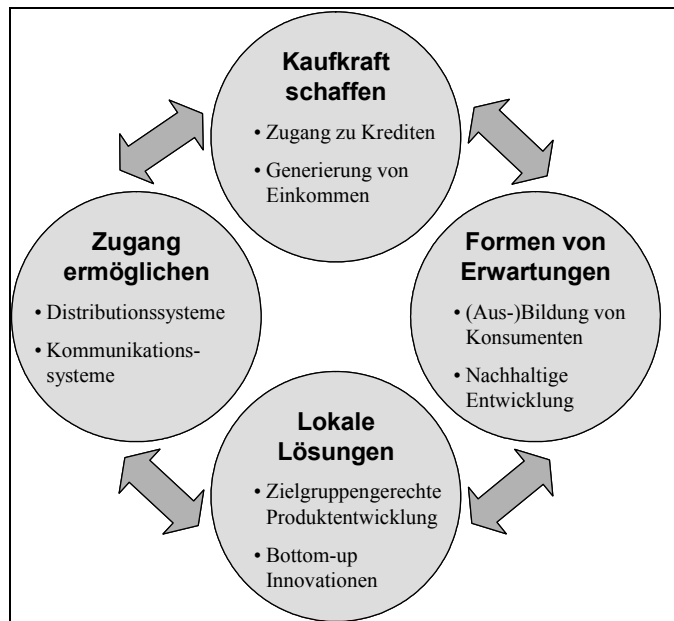 Kaufkraft
schaffen
• Zugang zu Krediten
• Generierung von
Einkommen
Zugang
ermöglichen
• Distributionssysteme
• Kommunikations-
systeme
Formen von
Erwartungen
• (Aus-)Bildung von
Konsumenten
• Nachhaltige
Entwicklung
Lokale
Lösungen
• Zielgruppengerechte
Produktentwicklung
• Bottom-up
Innovationen